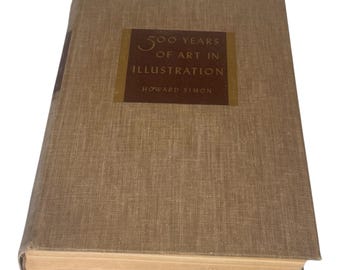 500 YEARS
OF ART IN
ILLUSTRATION
HOWARD SIMON